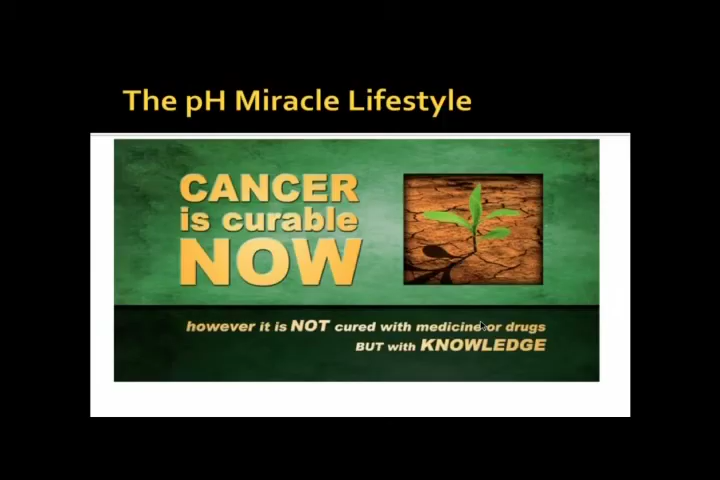 The pH Miracle Lifestyle
CANCER
is curable
NOW
however it is NOT cured with medicine or drugs
BUT with KNOWLEDGE